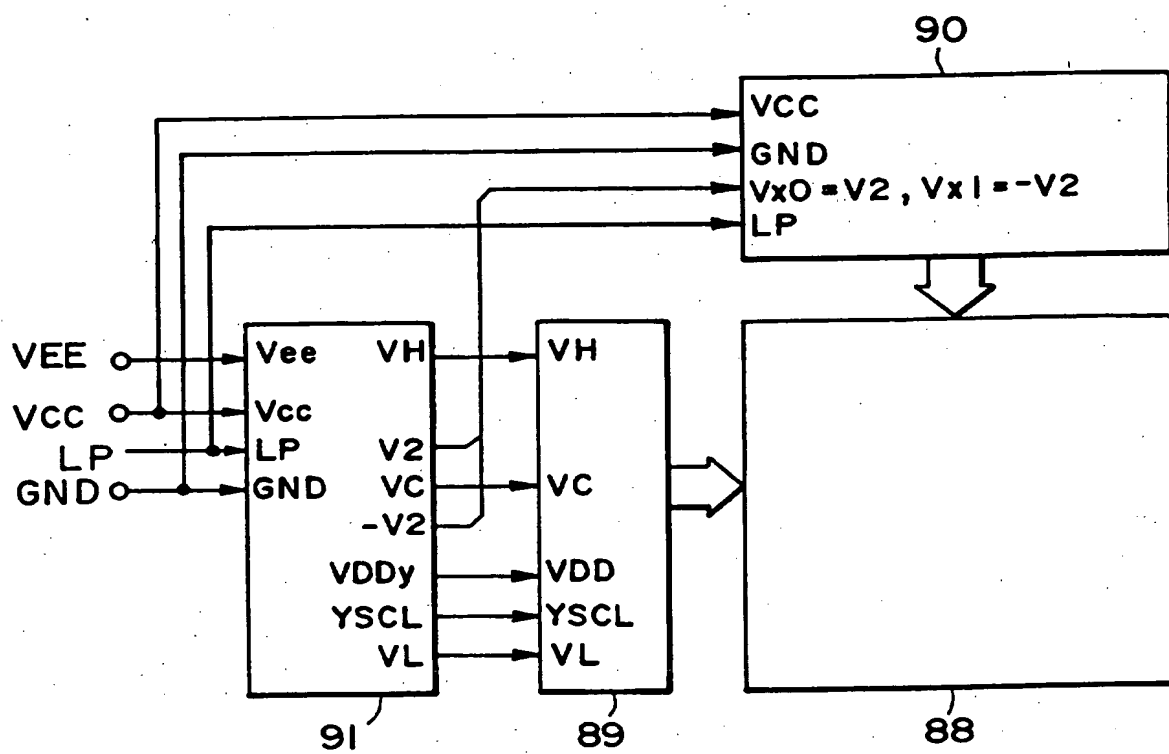 90
VCC
GND
Vx0=V2, Vx1=-V2
LP
VEE
VCC
LP
GND
Vee
Vcc
LP
GND
VH
V2
VC
-V2
VDDy
YSCL
VL
VH
VC
VDD
YSCL
VL
91
89
88